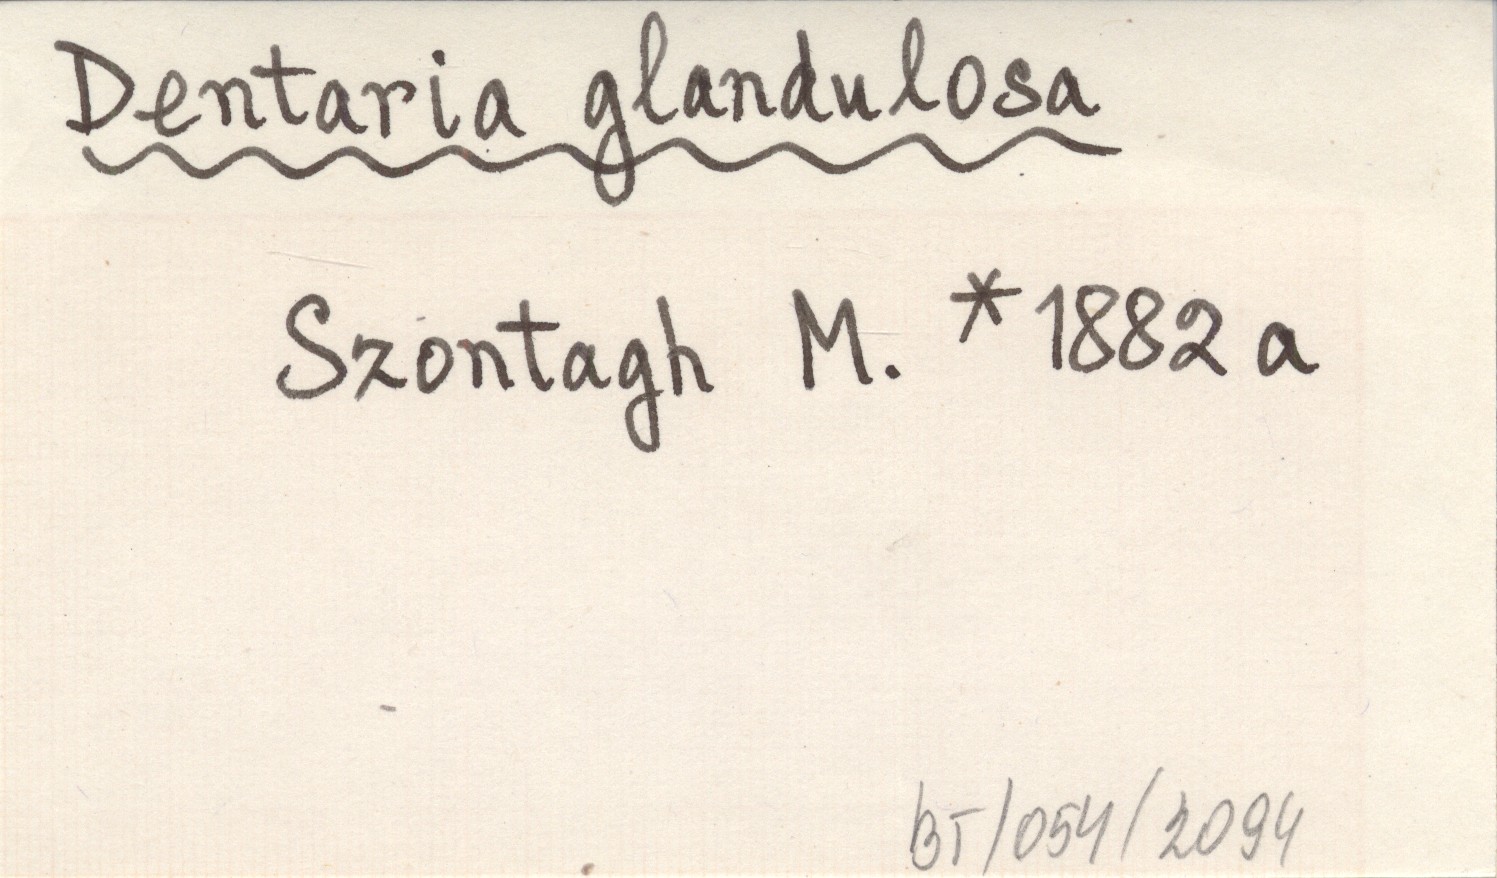 Dentaria glandulosa
Szontagh M. *1882 a
BT/054/2094